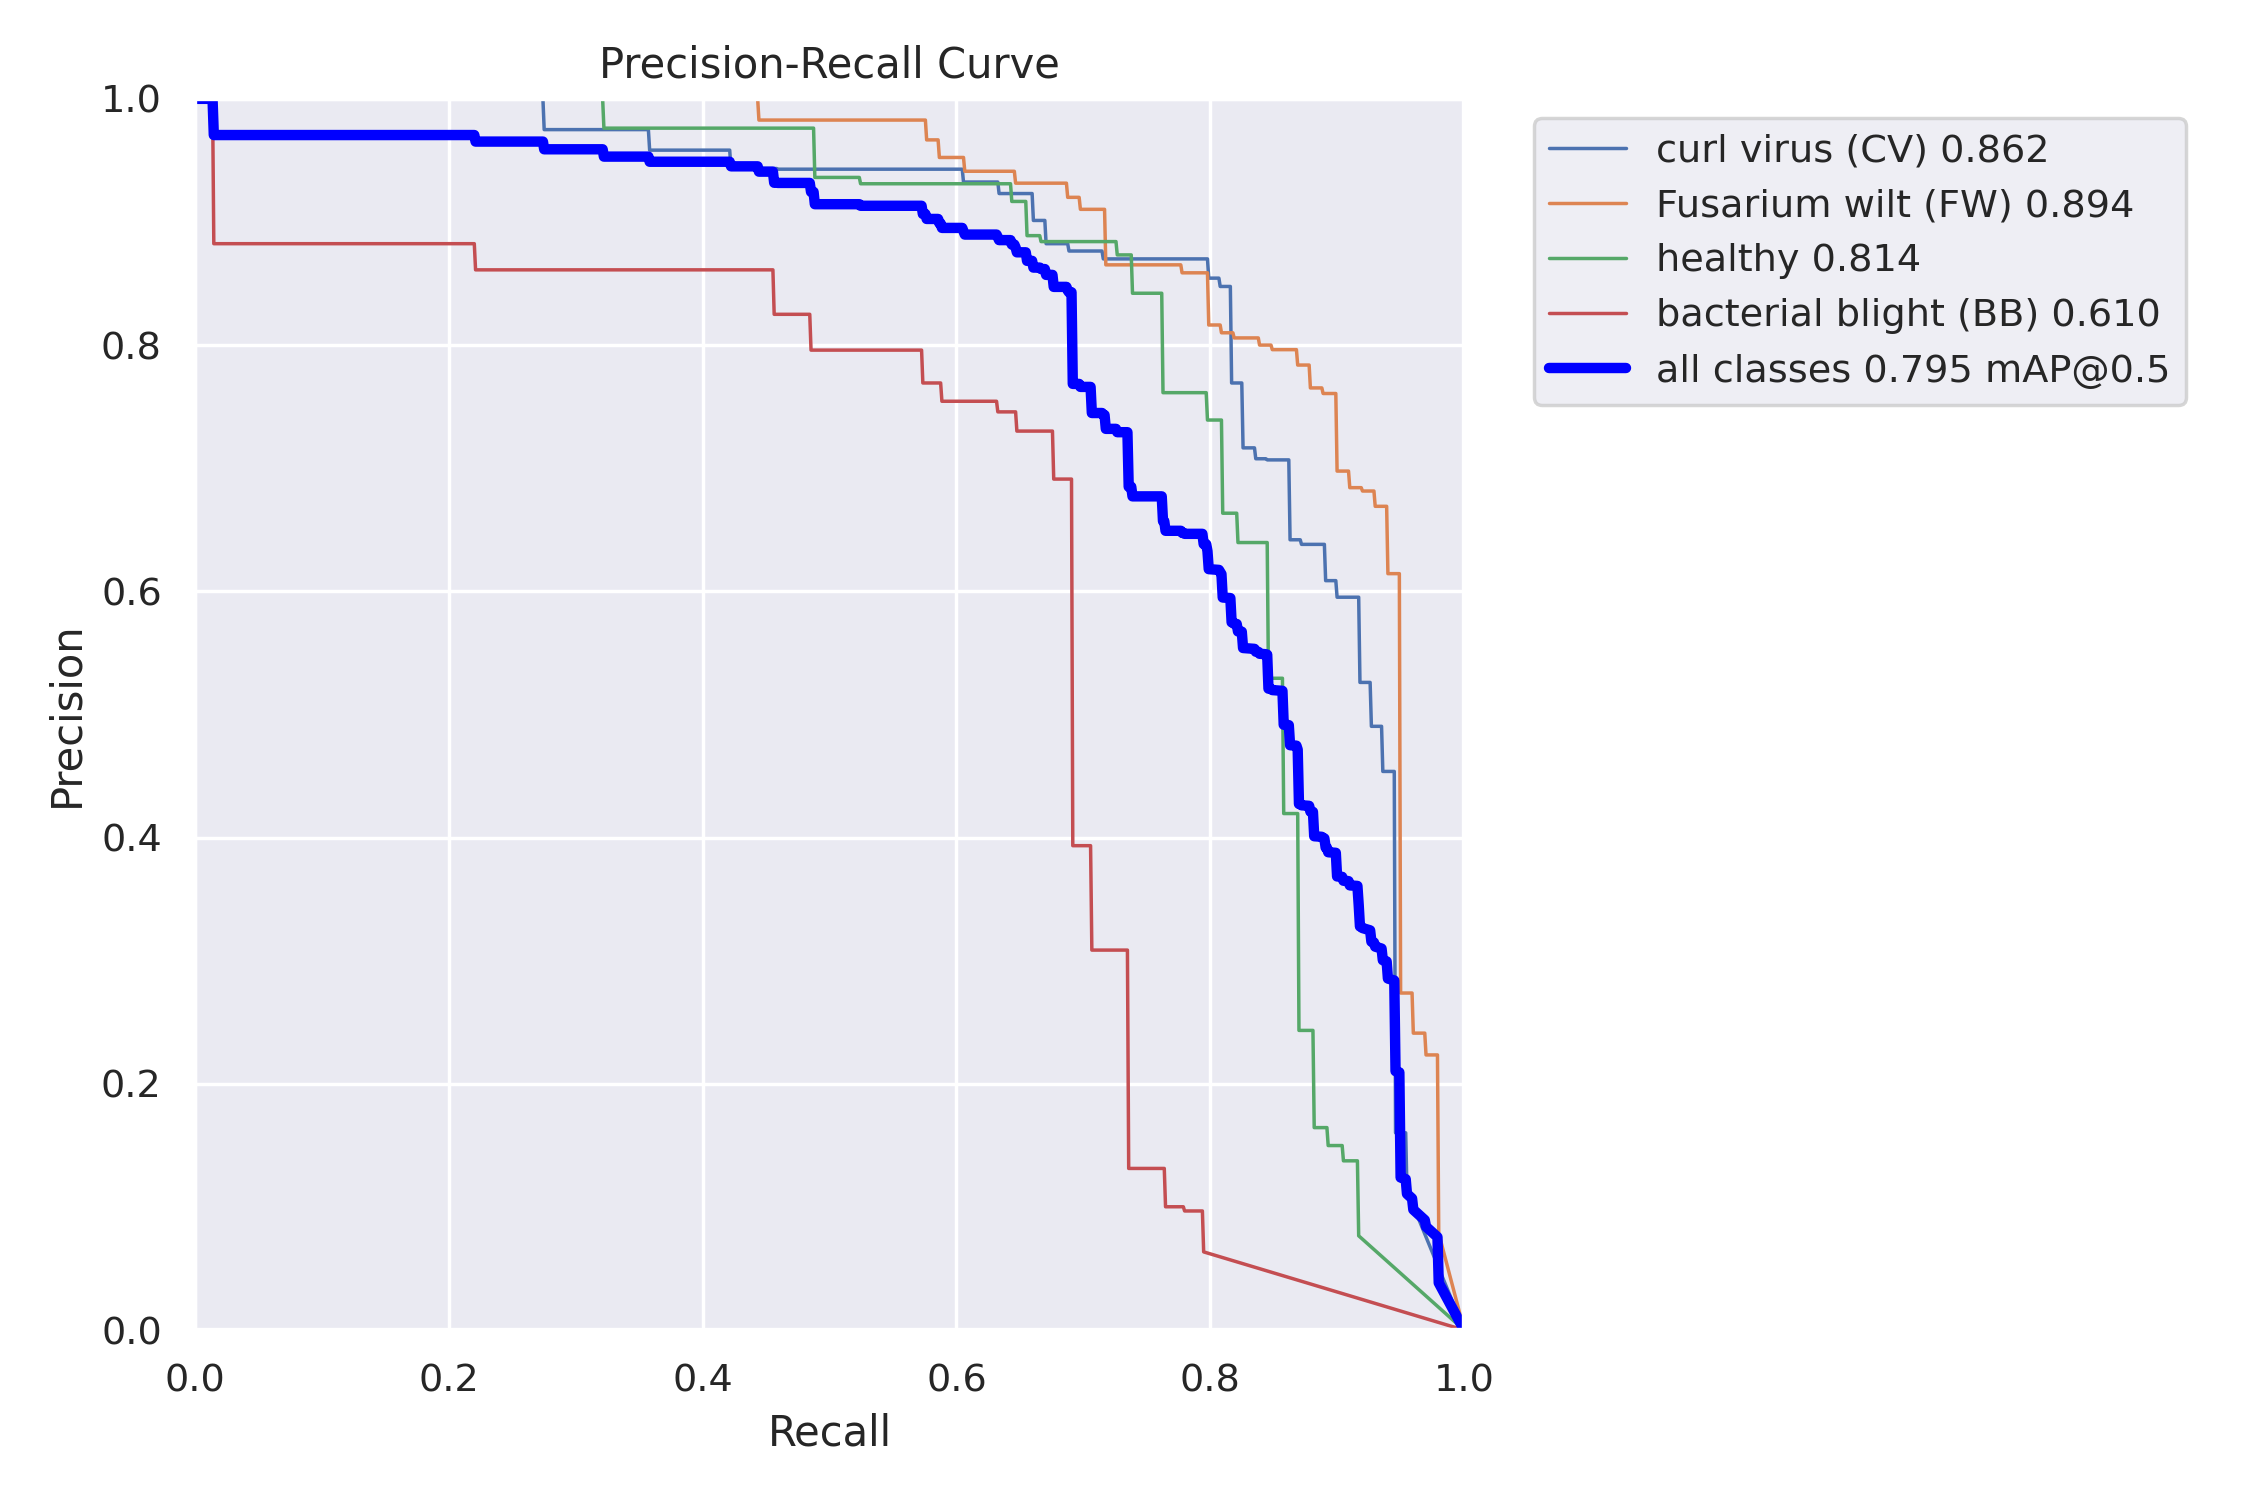 Precision-Recall Curve
1.0
0.8
0.6
0.4
0.2
0.0
Precision
0.0 0.2 0.4 0.6 0.8 1.0
Recall
curl virus (CV) 0.862
Fusarium wilt (FW) 0.894
healthy 0.814
bacterial blight (BB) 0.610
all classes 0.795 mAP@0.5